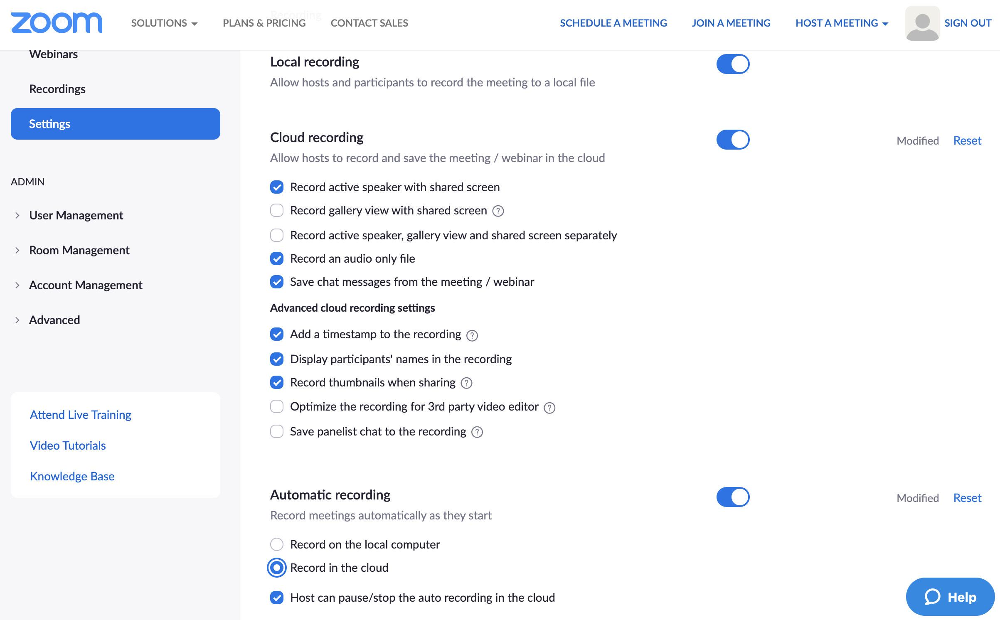 zoom
SOLUTIONS
PLANS & PRICING
CONTACT SALES
SCHEDULE A MEETING
JOIN A MEETING
HOST A MEETING
SIGN OUT
Recording
Webinars
Recordings
Settings
ADMIN
User Management
Room Management
Account Management
Advanced
Attend Live Training
Video Tutorials
Knowledge Base
Local recording
Allow hosts and participants to record the meeting to a local file
Cloud recording
Modified Reset
Allow hosts to record and save the meeting / webinar in the cloud
Record active speaker with shared screen
Record gallery view with shared screen ?
Record active speaker, gallery view and shared screen separately
Record an audio only file
Save chat messages from the meeting / webinar
Advanced cloud recording settings
Add a timestamp to the recording ?
Display participants' names in the recording
Record thumbnails when sharing ?
Optimize the recording for 3rd party video editor ?
Save panelist chat to the recording ?
Automatic recording
Modified Reset
Record meetings automatically as they start
Record on the local computer
Record in the cloud
Host can pause/stop the auto recording in the cloud
Help